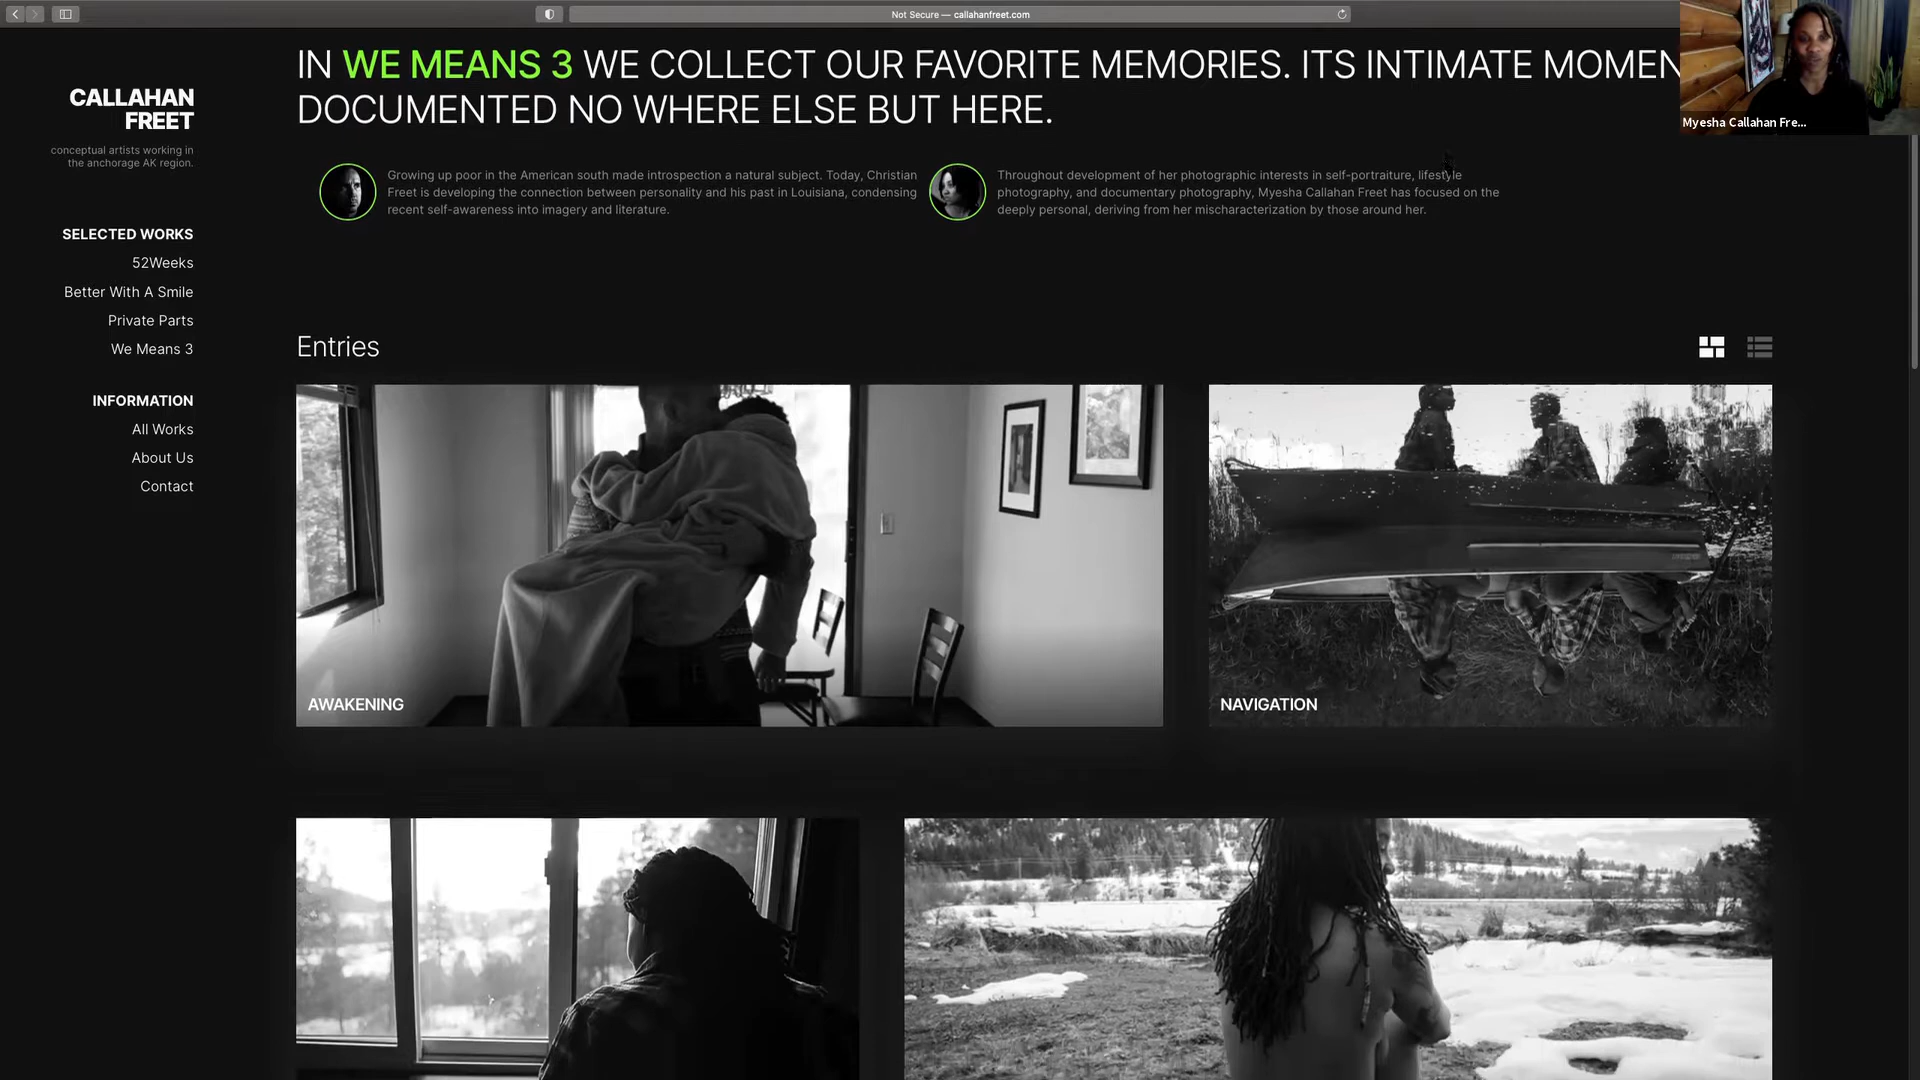 Not Secure — callahanfreet.com
IN WE MEANS 3 WE COLLECT OUR FAVORITE MEMORIES. ITS INTIMATE MOMEN
DOCUMENTED NO WHERE ELSE BUT HERE.
Myesha Callahan Fre...
CALLAHAN
FREET
conceptual artists working in
the anchorage AK region.
SELECTED WORKS
52Weeks
Better With A Smile
Private Parts
We Means 3
INFORMATION
All Works
About Us
Contact
Growing up poor in the American south made introspection a natural subject. Today, Christian
Freet is developing the connection between personality and his past in Louisiana, condensing
recent self-awareness into imagery and literature.
Throughout development of her photographic interests in self-portraiture, lifestyle
photography, and documentary photography, Myesha Callahan Freet has focused on the
deeply personal, deriving from her mischaracterization by those around her.
Entries
AWAKENING
NAVIGATION